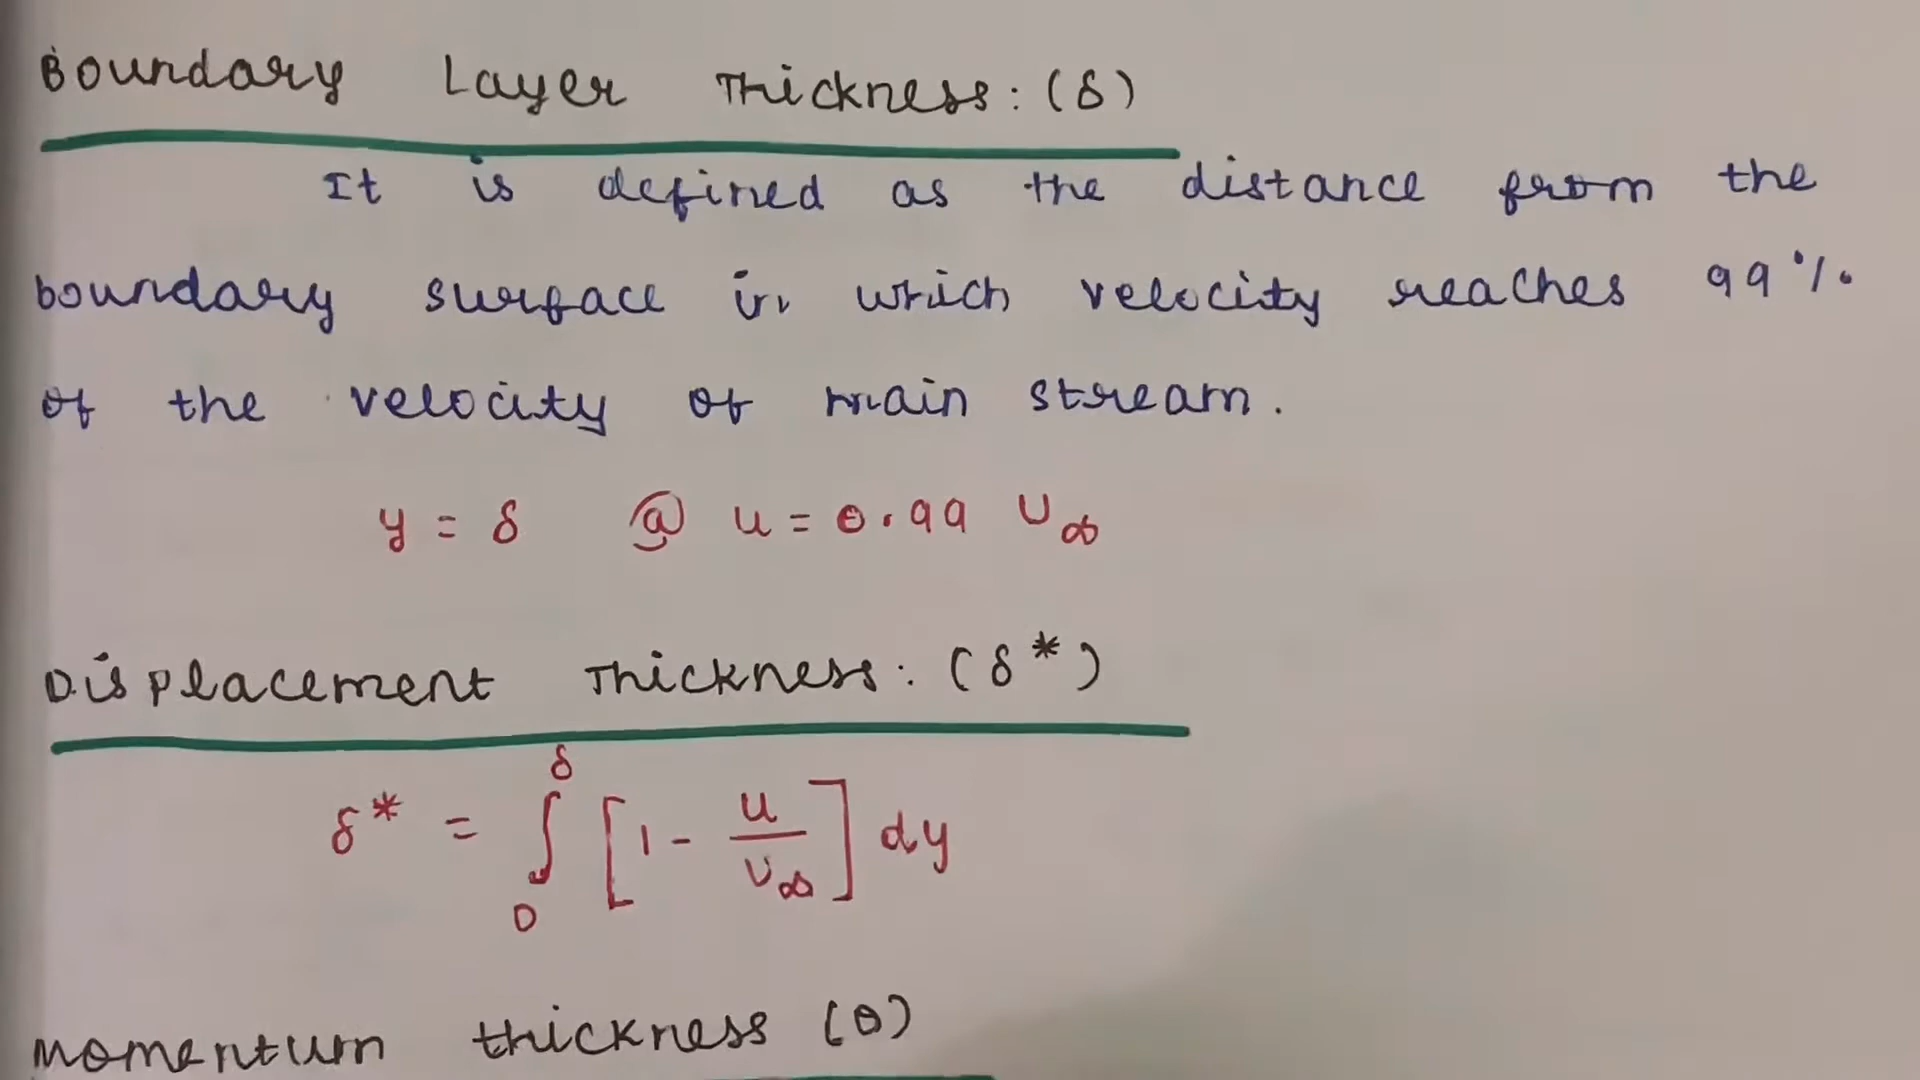 Boundary Layer Thickness: (δ)
It is defined as the distance from the
boundary surface in which velocity reaches 99%
of the velocity of main stream.
y = δ @ u = 0.99 U∞
Displacement Thickness: (δ*)
δ* = ∫₀^δ [1 - u/U∞] dy
Momentum thickness (θ)